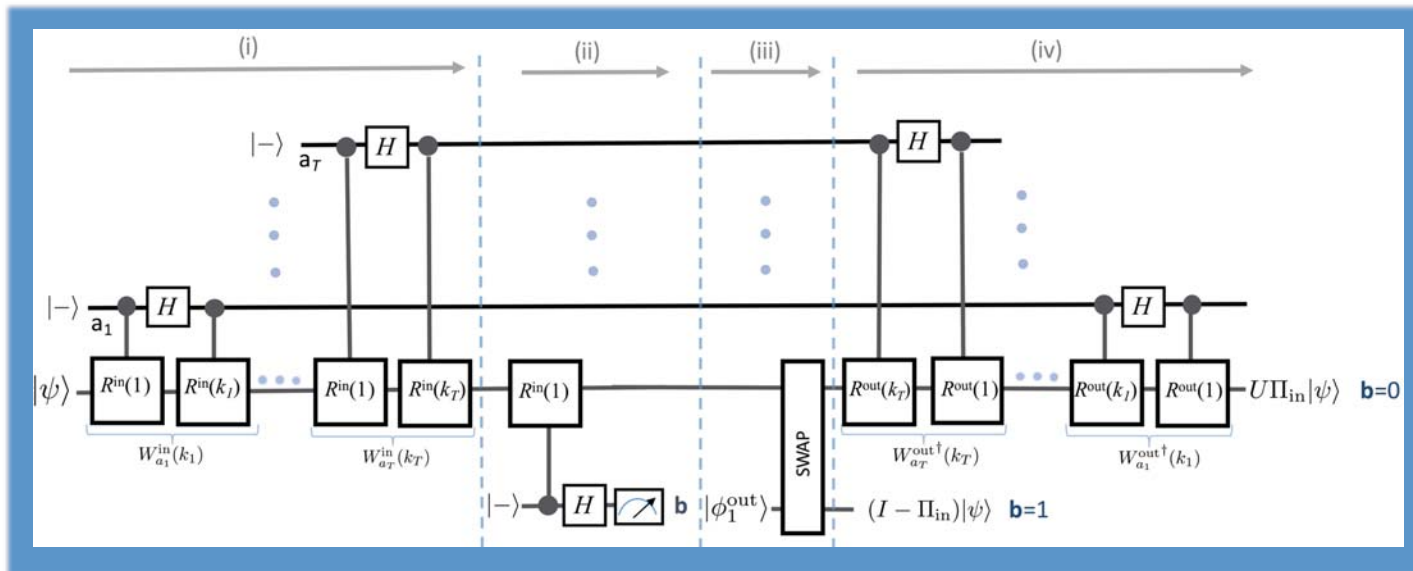 (i) (ii) (iii) (iv)
|−⟩ H H
a_T
|−⟩ H H
a_1
|ψ⟩ R^in(1) R^in(k_1) R^in(1) R^in(k_T) R^in(1) SWAP R^out(k_T) R^out(1) R^out(k_1) R^out(1) UΠ_in|ψ⟩ b=0
W^in_{a_1}(k_1) W^in_{a_T}(k_T) W^{out†}_{a_T}(k_T) W^{out†}_{a_1}(k_1)
|−⟩ H b |ϕ^out_1⟩ (I − Π_in)|ψ⟩ b=1